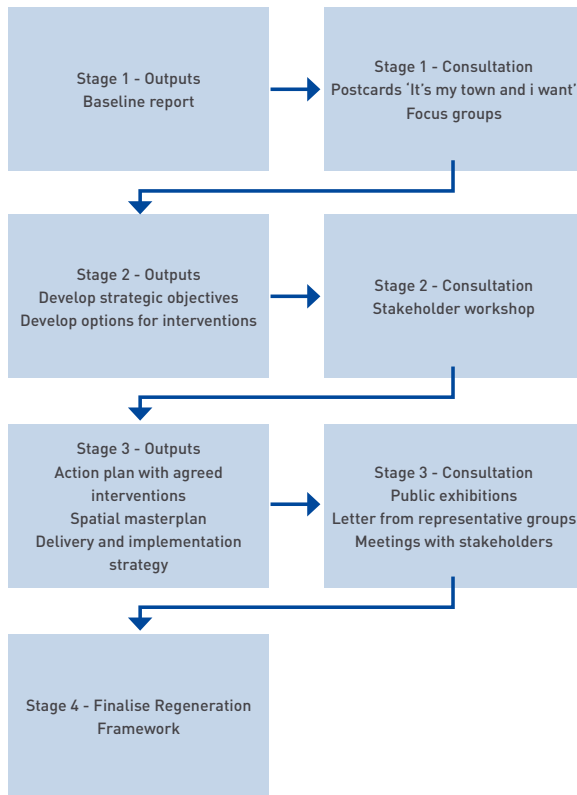 Stage 1 - Outputs
Baseline report
Stage 1 - Consultation
Postcards ‘It’s my town and i want’
Focus groups
Stage 2 - Outputs
Develop strategic objectives
Develop options for interventions
Stage 2 - Consultation
Stakeholder workshop
Stage 3 - Outputs
Action plan with agreed
interventions
Spatial masterplan
Delivery and implementation
strategy
Stage 3 - Consultation
Public exhibitions
Letter from representative groups
Meetings with stakeholders
Stage 4 - Finalise Regeneration
Framework